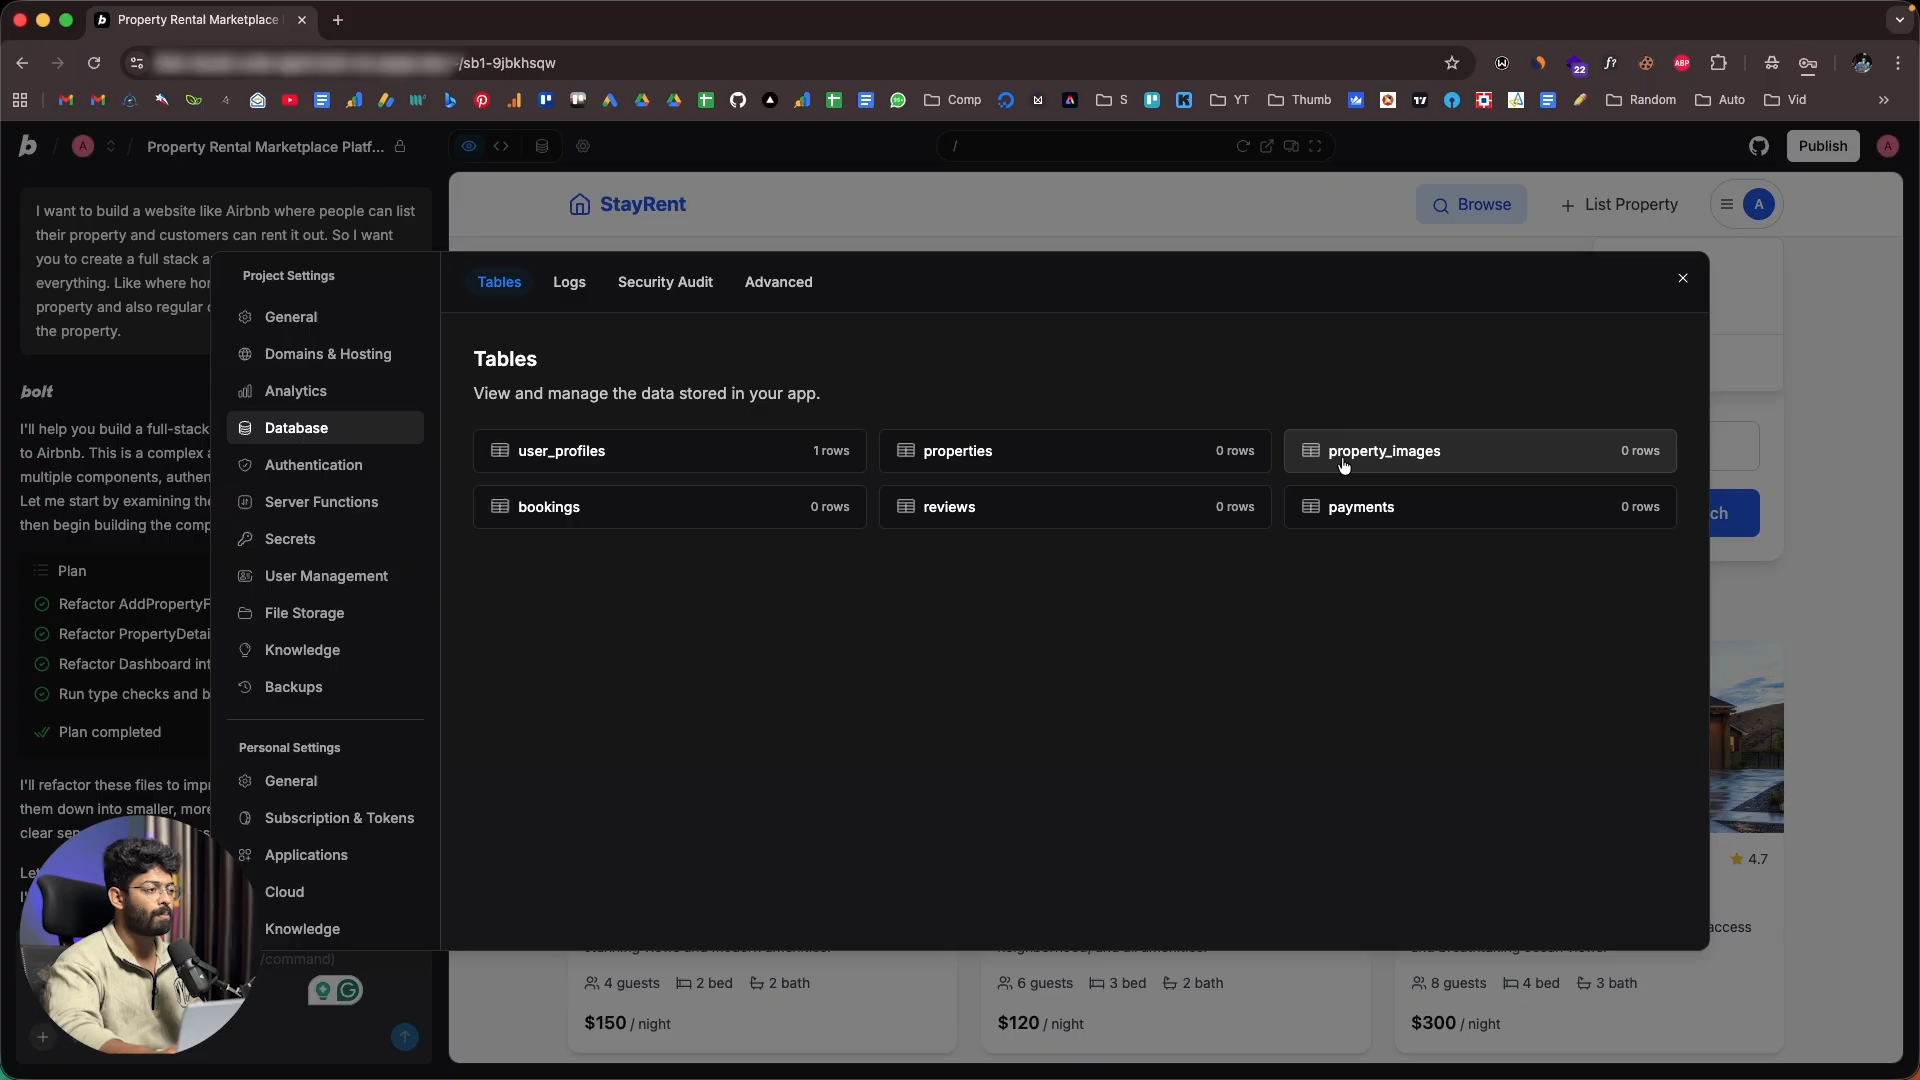 Property Rental Marketplace
/sb1-9jbkhsqw
22
ABP
Comp
S
YT
Thumb
Random
Auto
Vid
b
A
Property Rental Marketplace Platf...
/
Publish
A
I want to build a website like Airbnb where people can list
their property and customers can rent it out. So I want
you to create a full stack a
everything. Like where hor
property and also regular c
the property.
bolt
I'll help you build a full-stack
to Airbnb. This is a complex a
multiple components, authen
Let me start by examining the
then begin building the comp
Plan
Refactor AddPropertyF
Refactor PropertyDetai
Refactor Dashboard int
Run type checks and b
Plan completed
I'll refactor these files to impr
them down into smaller, more
clear sep
Let
/command)
StayRent
Browse
List Property
A
Project Settings
General
Domains & Hosting
Analytics
Database
Authentication
Server Functions
Secrets
User Management
File Storage
Knowledge
Backups
Personal Settings
General
Subscription & Tokens
Applications
Cloud
Knowledge
Tables
Logs
Security Audit
Advanced
Tables
View and manage the data stored in your app.
user_profiles 1 rows
properties 0 rows
property_images 0 rows
bookings 0 rows
reviews 0 rows
payments 0 rows
ch
4.7
access
4 guests 2 bed 2 bath
$150 / night
6 guests 3 bed 2 bath
$120 / night
8 guests 4 bed 3 bath
$300 / night